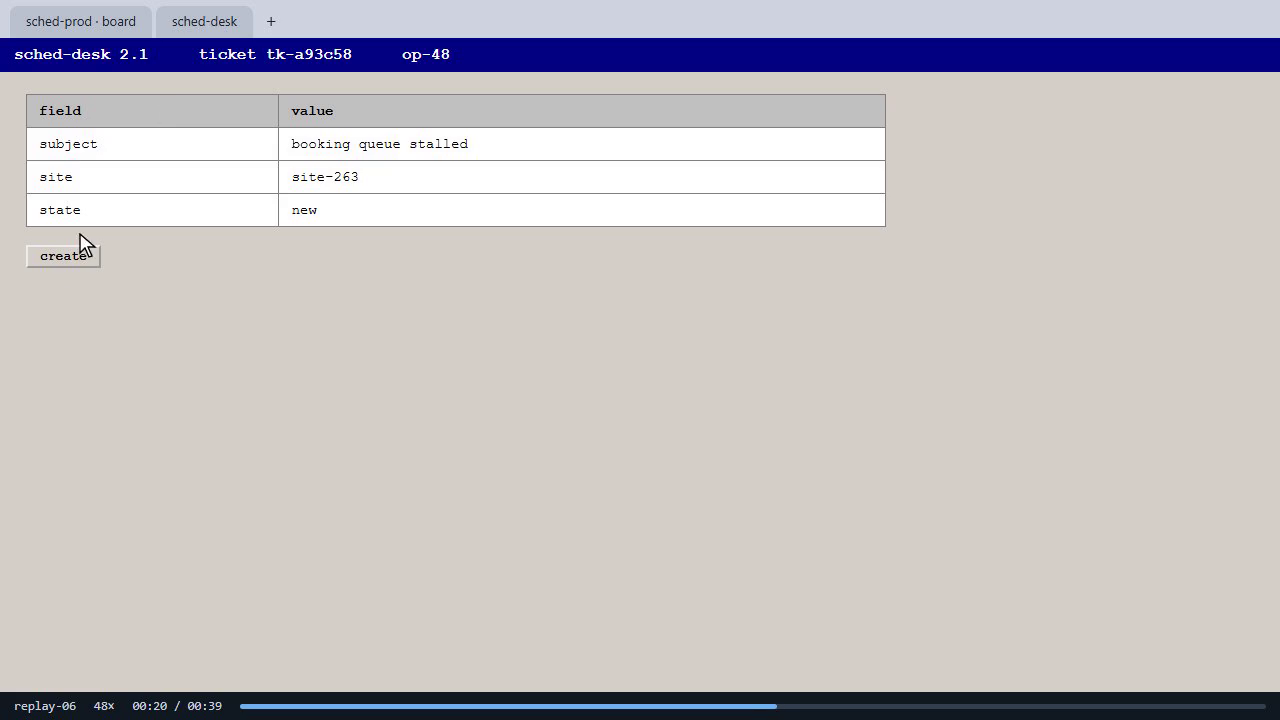 sched-prod · board sched-desk +
sched-desk 2.1 ticket tk-a93c58 op-48
field value
subject booking queue stalled
site site-263
state new
create
replay-06 48x 00:20 / 00:39